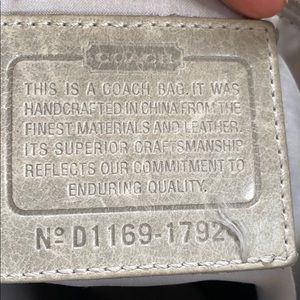 COACH
THIS IS A COACH BAG. IT WAS
HANDCRAFTED IN CHINA FROM THE
FINEST MATERIALS AND LEATHER.
ITS SUPERIOR CRAFTSMANSHIP
REFLECTS OUR COMMITMENT TO
ENDURING QUALITY.
Nº D1169-1792